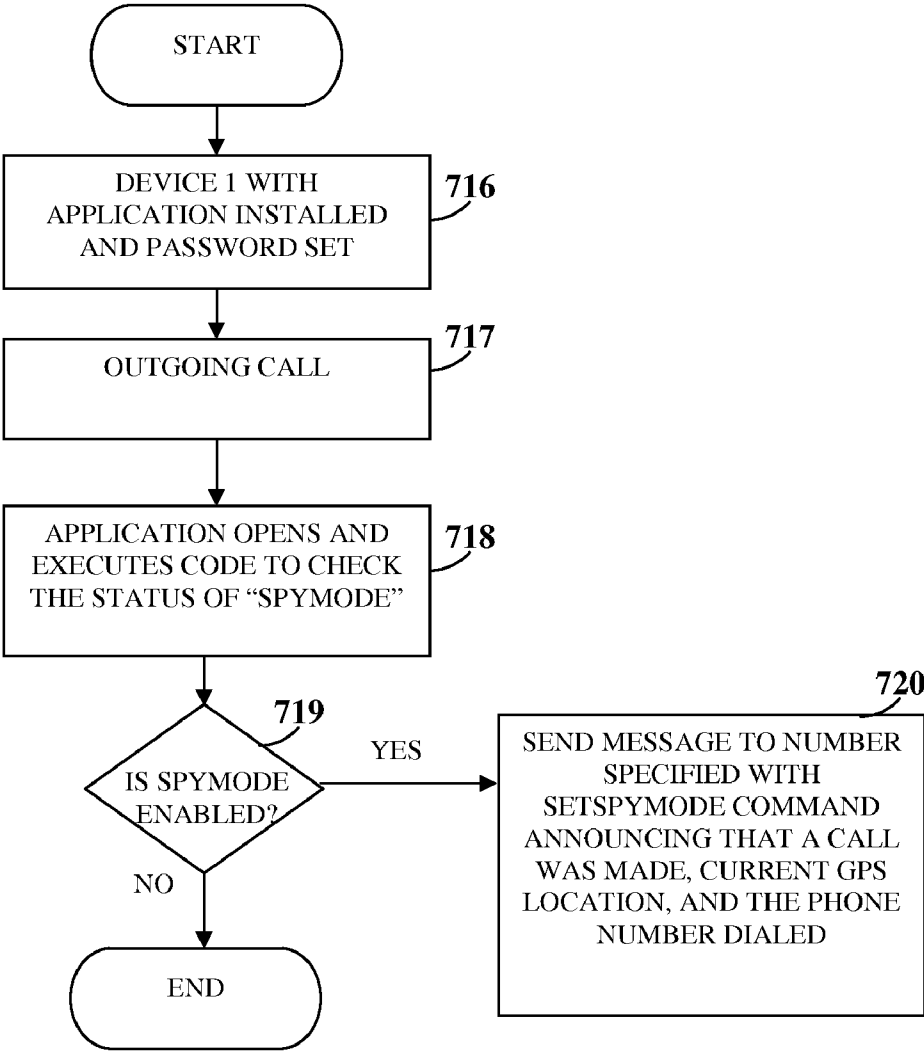 START
DEVICE 1 WITH
APPLICATION INSTALLED
AND PASSWORD SET
716
OUTGOING CALL
717
APPLICATION OPENS AND
EXECUTES CODE TO CHECK
THE STATUS OF “SPYMODE”
718
719
IS SPYMODE
ENABLED?
YES
NO
720
SEND MESSAGE TO NUMBER
SPECIFIED WITH
SETSPYMODE COMMAND
ANNOUNCING THAT A CALL
WAS MADE, CURRENT GPS
LOCATION, AND THE PHONE
NUMBER DIALED
END